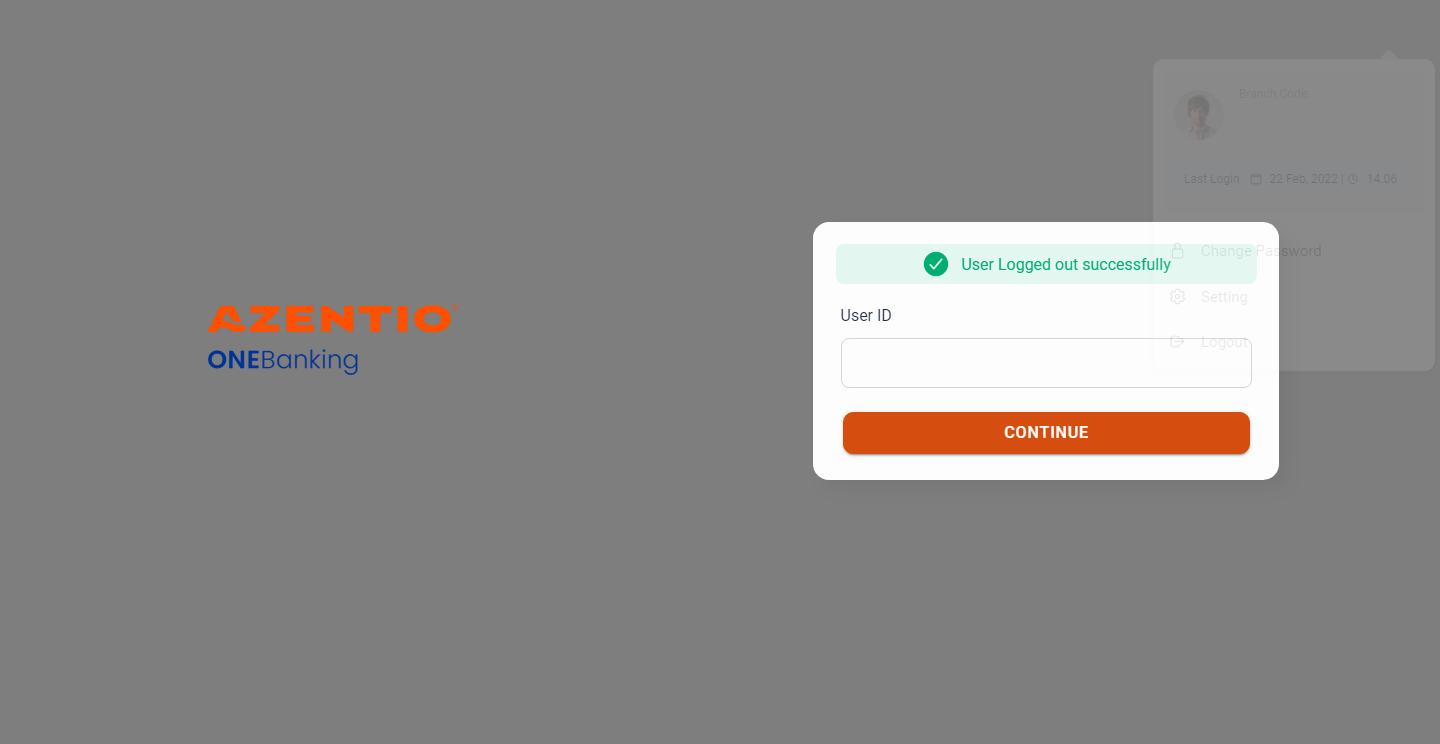 AZENTIO™
ONEBanking
Branch Code
Last Login 22 Feb, 2022 | 14.06
Change Password
Setting
Logout
User Logged out successfully
User ID
CONTINUE